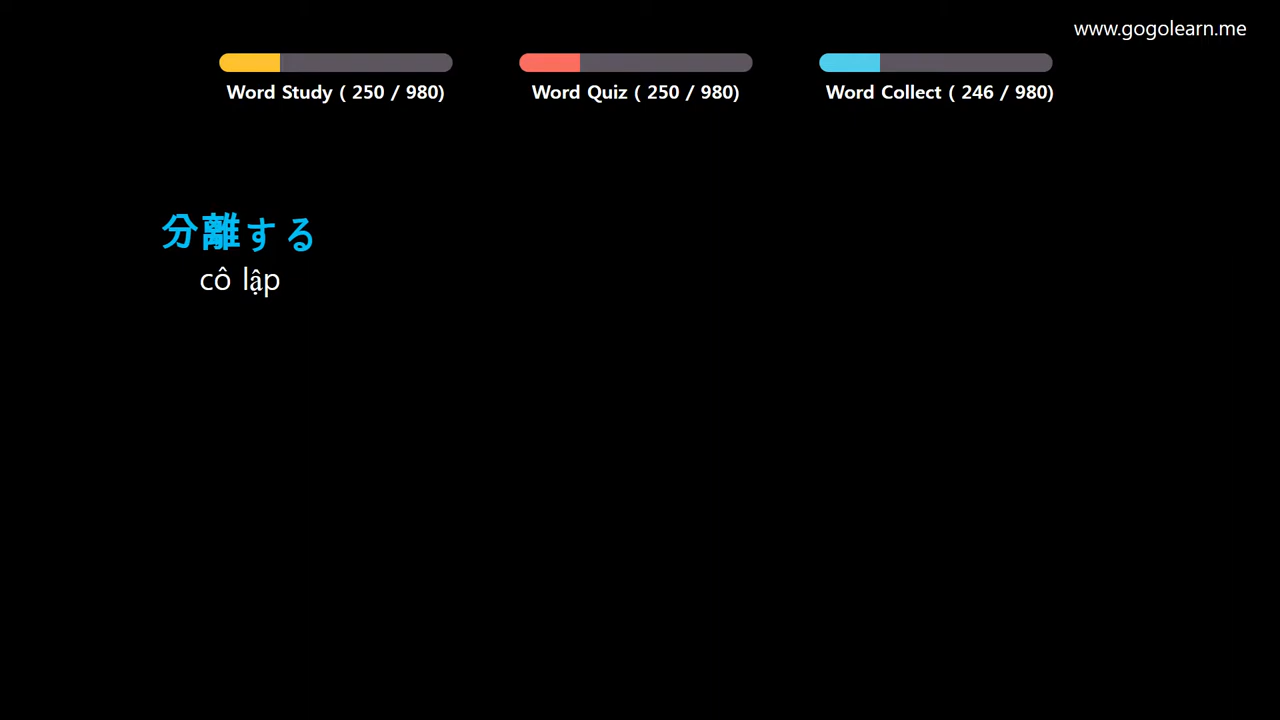 www.gogolearn.me
Word Study ( 250 / 980)
Word Quiz ( 250 / 980)
Word Collect ( 246 / 980)
分離する
cô lập